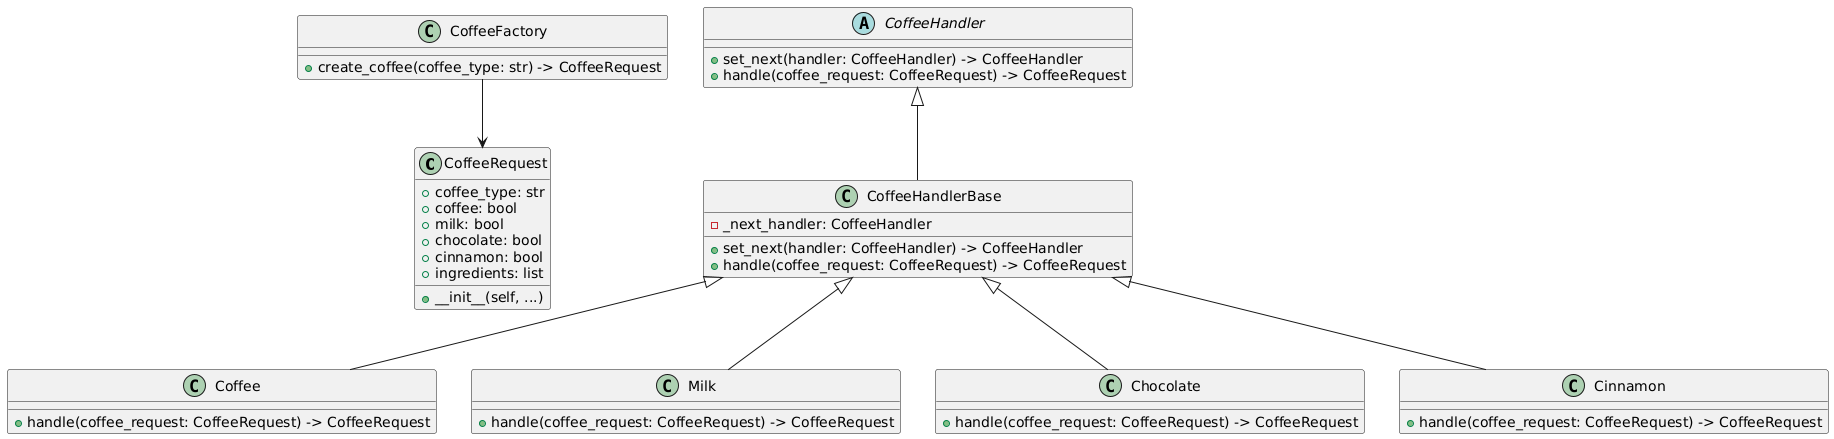 C CoffeeFactory
create_coffee(coffee_type: str) -> CoffeeRequest
A CoffeeHandler
set_next(handler: CoffeeHandler) -> CoffeeHandler
handle(coffee_request: CoffeeRequest) -> CoffeeRequest
C CoffeeRequest
coffee_type: str
coffee: bool
milk: bool
chocolate: bool
cinnamon: bool
ingredients: list
__init__(self, ...)
C CoffeeHandlerBase
_next_handler: CoffeeHandler
set_next(handler: CoffeeHandler) -> CoffeeHandler
handle(coffee_request: CoffeeRequest) -> CoffeeRequest
C Coffee
handle(coffee_request: CoffeeRequest) -> CoffeeRequest
C Milk
handle(coffee_request: CoffeeRequest) -> CoffeeRequest
C Chocolate
handle(coffee_request: CoffeeRequest) -> CoffeeRequest
C Cinnamon
handle(coffee_request: CoffeeRequest) -> CoffeeRequest